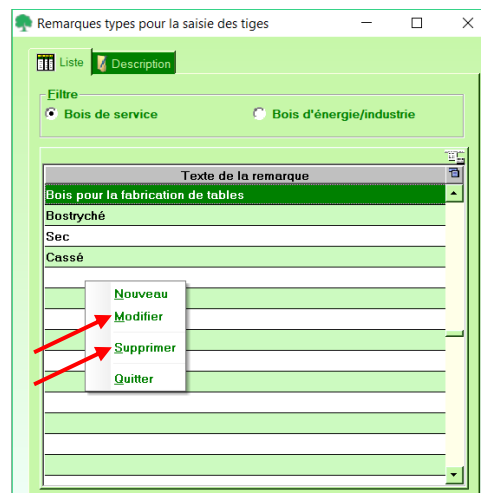 Remarques types pour la saisie des tiges
Liste Description
Filtre
Bois de service Bois d'énergie/industrie
Texte de la remarque
Bois pour la fabrication de tables
Bostryché
Sec
Cassé
Nouveau
Modifier
Supprimer
Quitter